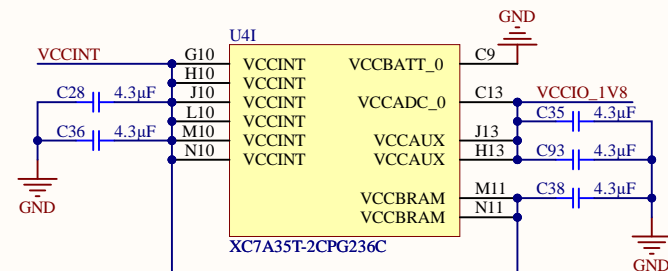 GND
U4I
VCCINT G10 VCCINT VCCBATT_0 C9
H10 VCCINT
C28 4.3µF J10 VCCINT VCCADC_0 C13 VCCIO_1V8
L10 VCCINT C35 4.3µF
C36 4.3µF M10 VCCINT VCCAUX J13
N10 VCCINT VCCAUX H13 C93 4.3µF
GND VCCBRAM M11 C38 4.3µF
VCCBRAM N11
XC7A35T-2CPG236C
GND